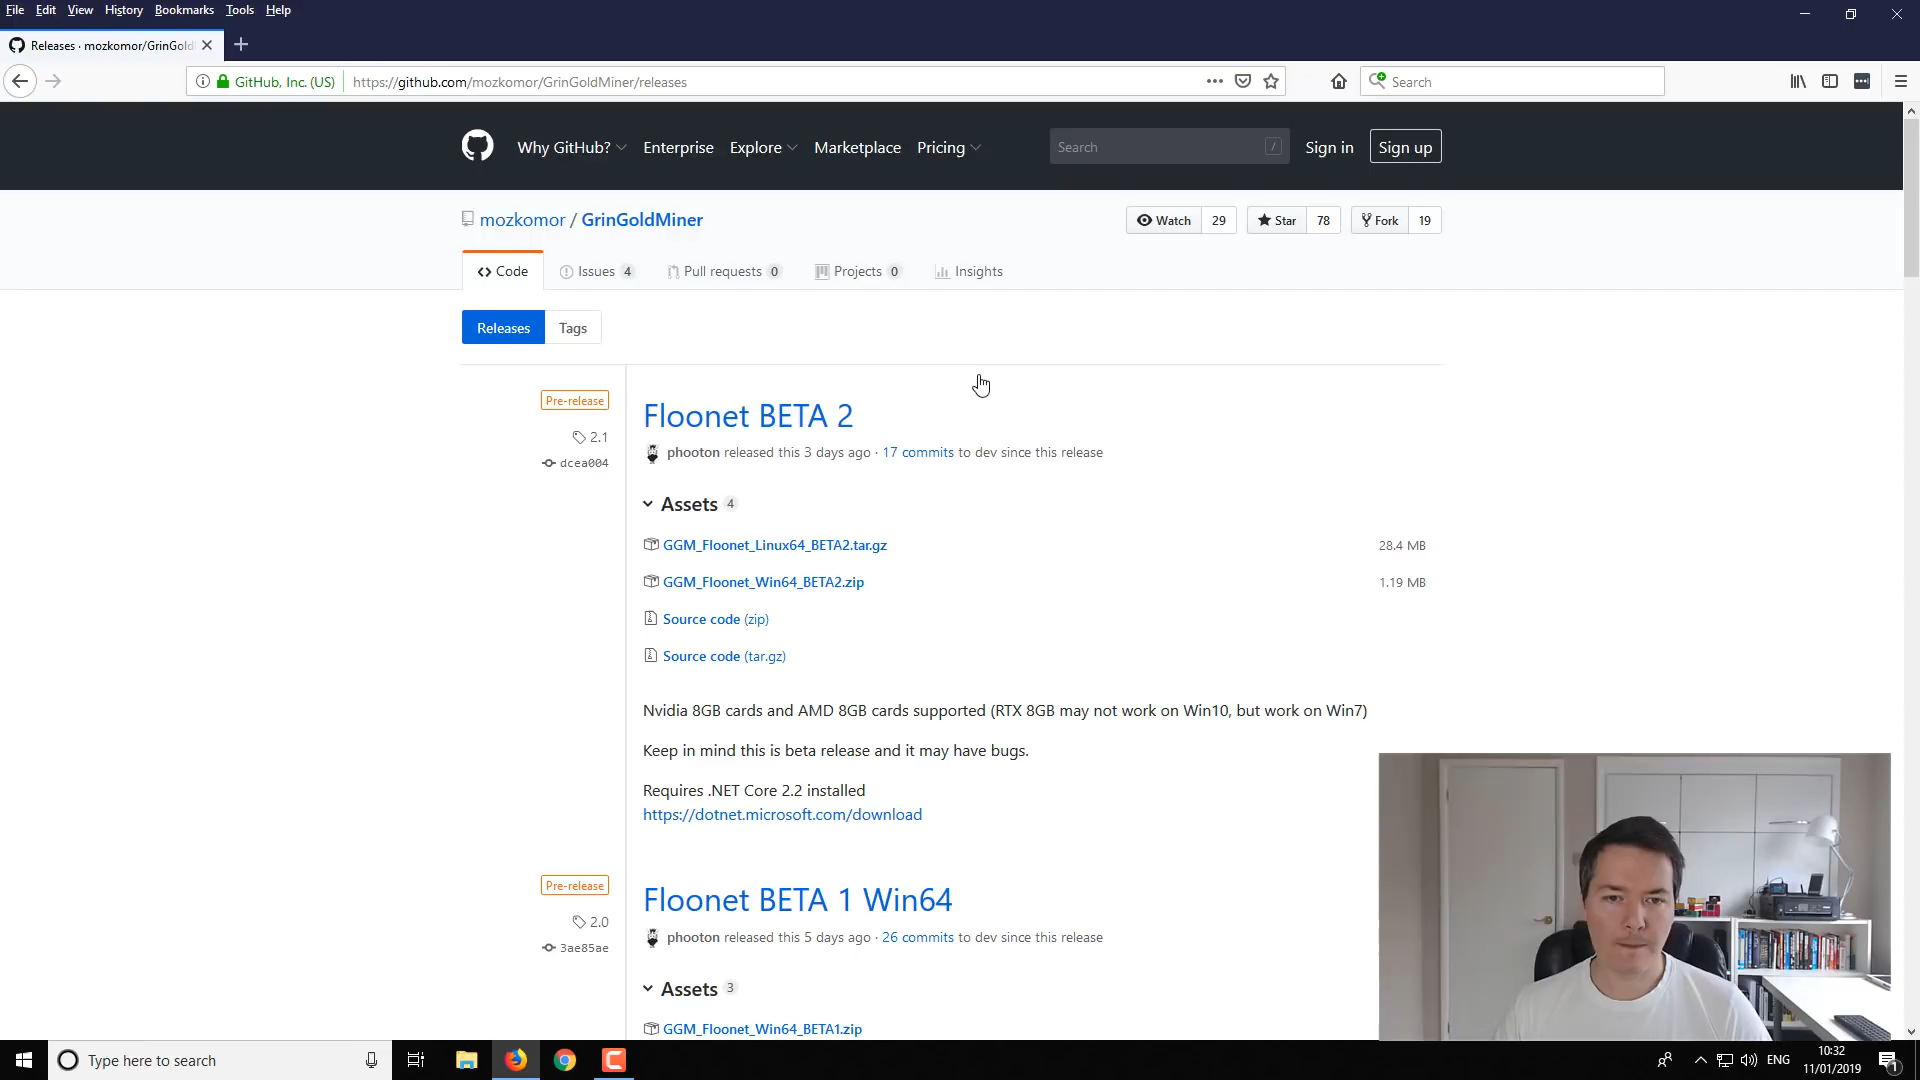 File Edit View History Bookmarks Tools Help
Releases · mozkomor/GrinGold
GitHub, Inc. (US) https://github.com/mozkomor/GrinGoldMiner/releases Search
Why GitHub? Enterprise Explore Marketplace Pricing Search / Sign in Sign up
mozkomor / GrinGoldMiner Watch 29 Star 78 Fork 19
Code Issues 4 Pull requests 0 Projects 0 Insights
Releases Tags
Pre-release
2.1
dcea004
Floonet BETA 2
phooton released this 3 days ago · 17 commits to dev since this release
Assets 4
GGM_Floonet_Linux64_BETA2.tar.gz 28.4 MB
GGM_Floonet_Win64_BETA2.zip 1.19 MB
Source code (zip)
Source code (tar.gz)
Nvidia 8GB cards and AMD 8GB cards supported (RTX 8GB may not work on Win10, but work on Win7)
Keep in mind this is beta release and it may have bugs.
Requires .NET Core 2.2 installed
https://dotnet.microsoft.com/download
Pre-release
2.0
3ae85ae
Floonet BETA 1 Win64
phooton released this 5 days ago · 26 commits to dev since this release
Assets 3
GGM_Floonet_Win64_BETA1.zip
Type here to search ENG 10:32
11/01/2019 1